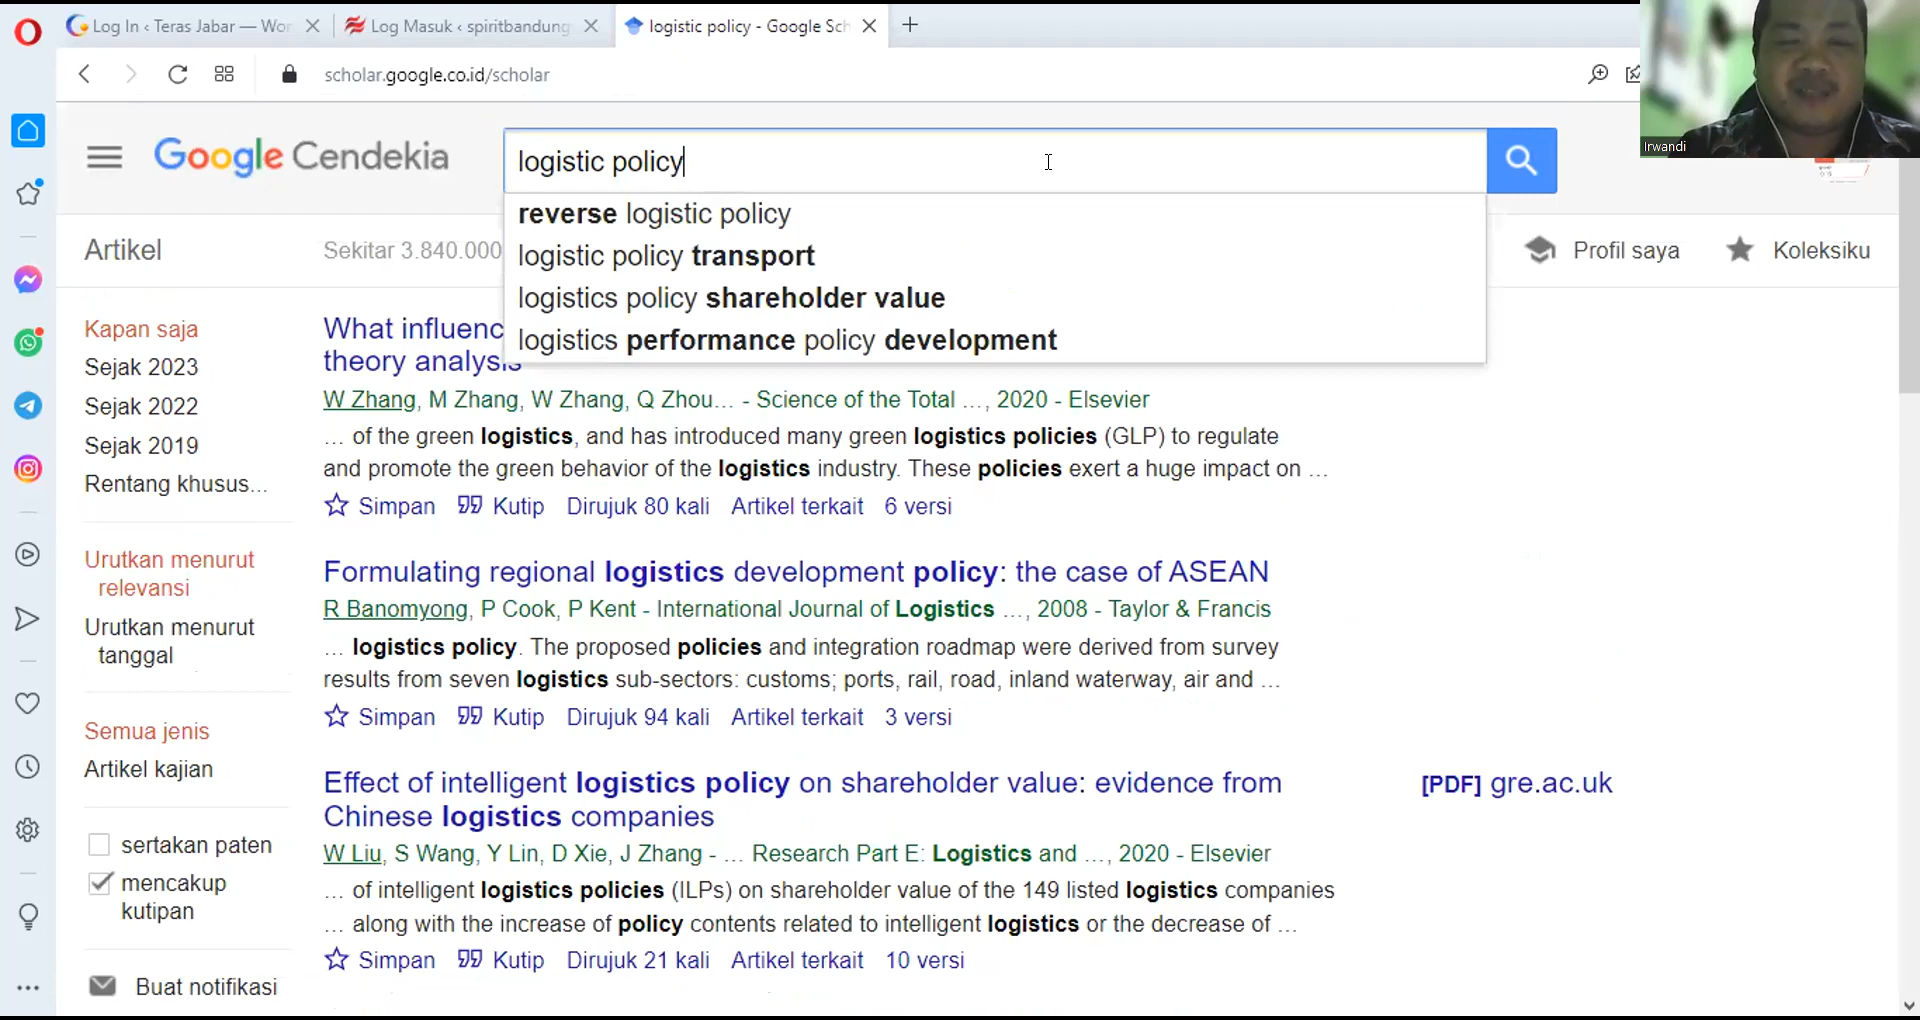 Log In ‹ Teras Jabar — Wor
Log Masuk ‹ spiritbandung
logistic policy - Google Sch
scholar.google.co.id/scholar
Irwandi
Google Cendekia
logistic policy
reverse logistic policy
logistic policy transport
logistics policy shareholder value
logistics performance policy development
Artikel
Sekitar 3.840.000
Profil saya
Koleksiku
Kapan saja
Sejak 2023
Sejak 2022
Sejak 2019
Rentang khusus...
Urutkan menurut
relevansi
Urutkan menurut
tanggal
Semua jenis
Artikel kajian
sertakan paten
mencakup
kutipan
Buat notifikasi
What influenc
theory analysis
W Zhang, M Zhang, W Zhang, Q Zhou… - Science of the Total …, 2020 - Elsevier
… of the green logistics, and has introduced many green logistics policies (GLP) to regulate
and promote the green behavior of the logistics industry. These policies exert a huge impact on …
Simpan Kutip Dirujuk 80 kali Artikel terkait 6 versi
Formulating regional logistics development policy: the case of ASEAN
R Banomyong, P Cook, P Kent - International Journal of Logistics …, 2008 - Taylor & Francis
… logistics policy. The proposed policies and integration roadmap were derived from survey
results from seven logistics sub-sectors: customs; ports, rail, road, inland waterway, air and …
Simpan Kutip Dirujuk 94 kali Artikel terkait 3 versi
Effect of intelligent logistics policy on shareholder value: evidence from
Chinese logistics companies
[PDF] gre.ac.uk
W Liu, S Wang, Y Lin, D Xie, J Zhang - … Research Part E: Logistics and …, 2020 - Elsevier
… of intelligent logistics policies (ILPs) on shareholder value of the 149 listed logistics companies
… along with the increase of policy contents related to intelligent logistics or the decrease of …
Simpan Kutip Dirujuk 21 kali Artikel terkait 10 versi